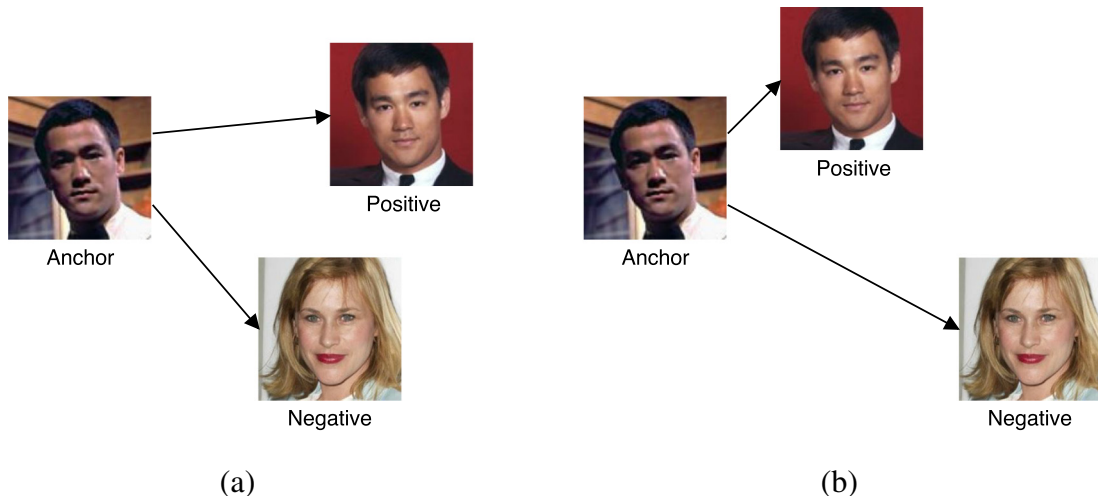 Positive
Positive
Anchor
Anchor
Negative
Negative
(a)
(b)